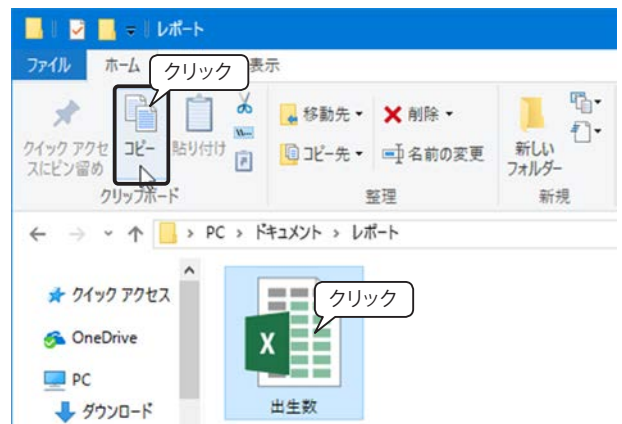 レポート
ファイル ホーム 表示
クリック
クイック アクセ
スにピン留め
コピー
貼り付け
クリップボード
移動先
削除
コピー先
名前の変更
整理
新しい
フォルダー
新規
PC › ドキュメント › レポート
クイック アクセス
OneDrive
PC
ダウンロード
クリック
X
出生数